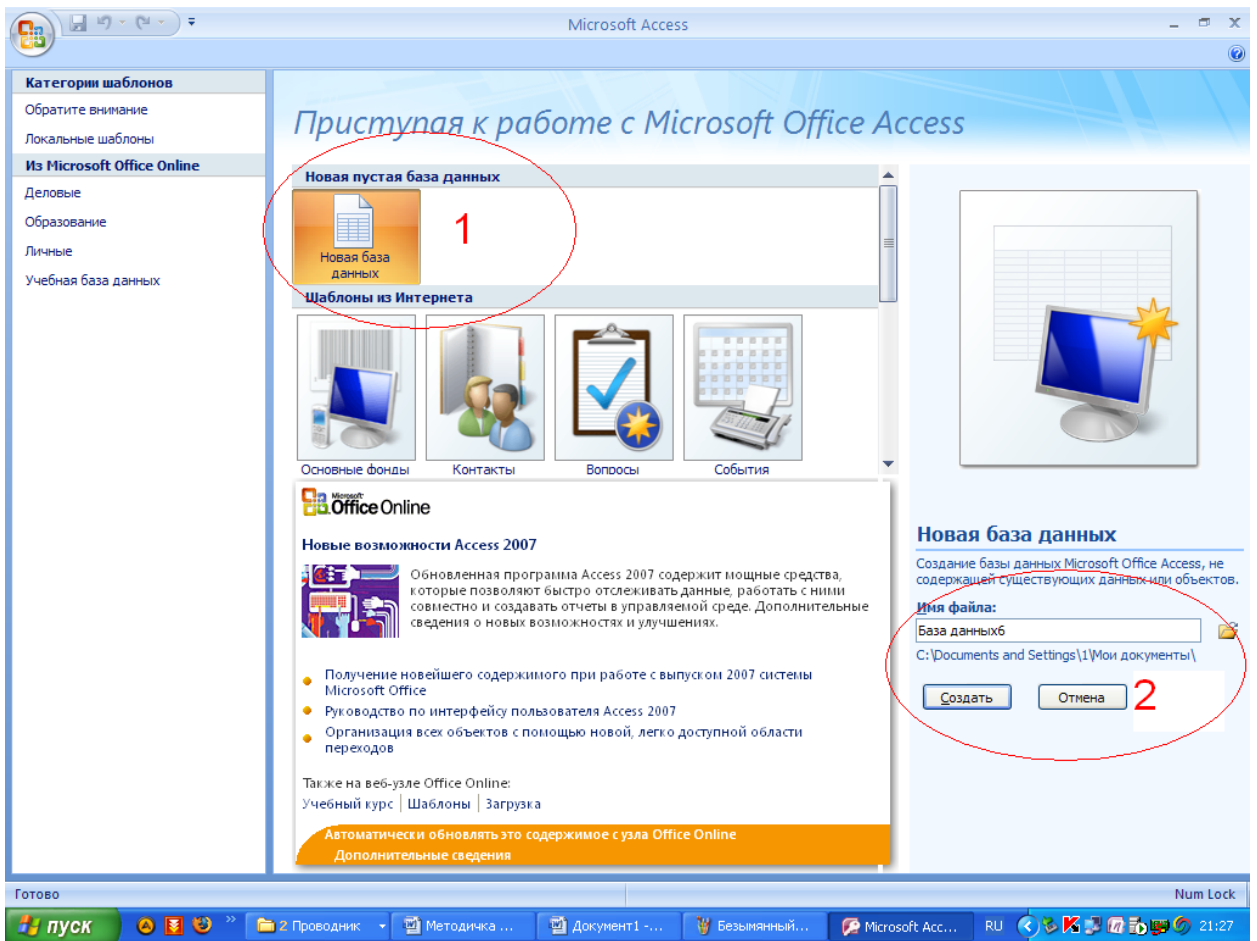 Microsoft Access
Категории шаблонов
Обратите внимание
Локальные шаблоны
Из Microsoft Office Online
Деловые
Образование
Личные
Учебная база данных
Приступая к работе с Microsoft Office Access
Новая пустая база данных
1
Новая база
данных
Шаблоны из Интернета
Основные фонды
Контакты
Вопросы
События
Microsoft
Office Online
Новые возможности Access 2007
Обновленная программа Access 2007 содержит мощные средства,
которые позволяют быстро отслеживать данные, работать с ними
совместно и создавать отчеты в управляемой среде. Дополнительные
сведения о новых возможностях и улучшениях.
Получение новейшего содержимого при работе с выпуском 2007 системы
Microsoft Office
Руководство по интерфейсу пользователя Access 2007
Организация всех объектов с помощью новой, легко доступной области
переходов
Также на веб-узле Office Online:
Учебный курс | Шаблоны | Загрузка
Автоматически обновлять это содержимое с узла Office Online
Дополнительные сведения
Новая база данных
Создание базы данных Microsoft Office Access, не
содержащей существующих данных или объектов.
Имя файла:
База данных6
C:\Documents and Settings\1\Мои документы\
Создать
Отмена
2
Готово
Num Lock
пуск
2 Проводник
Методичка ...
Документ1 -...
Безымянный...
Microsoft Acc...
RU
21:27